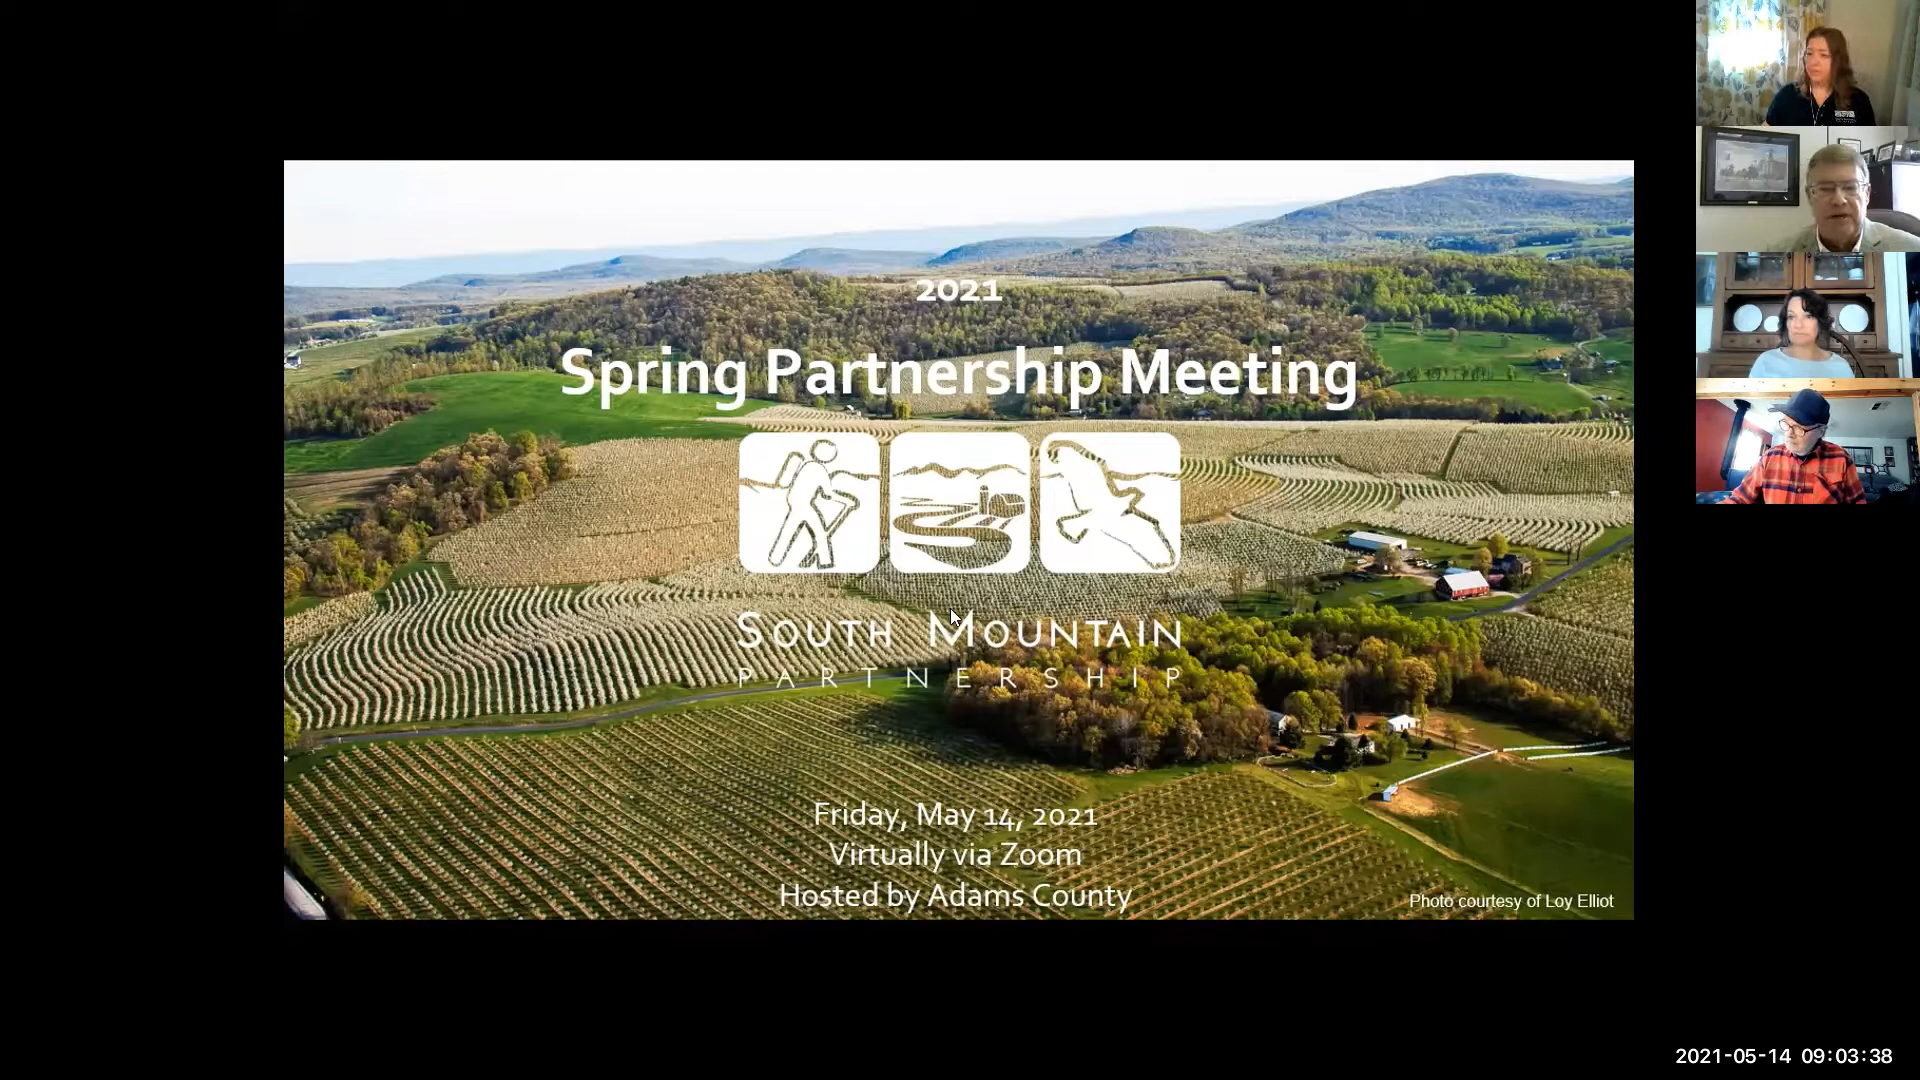 2021
Spring Partnership Meeting
SOUTH MOUNTAIN
PARTNERSHIP
Friday, May 14, 2021
Virtually via Zoom
Hosted by Adams County
Photo courtesy of Loy Elliot
2021-05-14 09:03:38